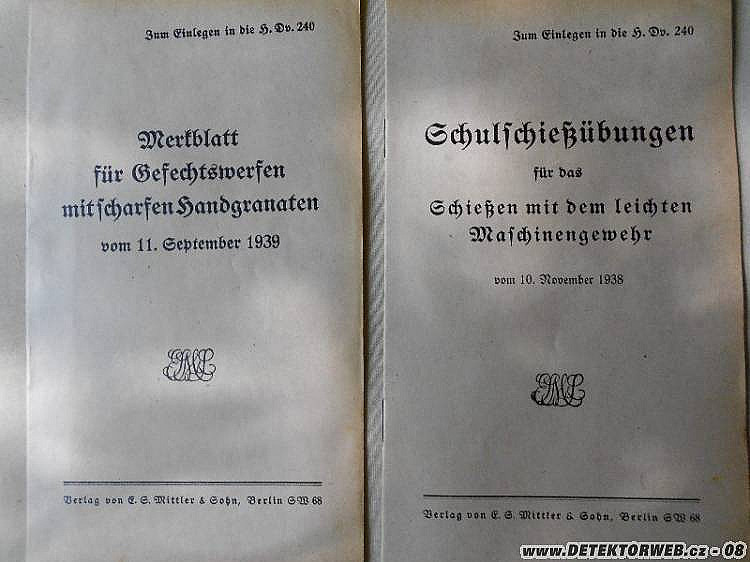 Zum Einlegen in die H. Dv. 240
Merkblatt
für Gefechtswerfen
mit scharfen Handgranaten
vom 11. September 1939
Verlag von E. S. Mittler & Sohn, Berlin SW 68
Zum Einlegen in die H. Dv. 240
Schulschießübungen
für das
Schießen mit dem leichten
Maschinengewehr
vom 10. November 1938
Verlag von E. S. Mittler & Sohn, Berlin SW 68
www.DETEKTORWEB.cz - 08